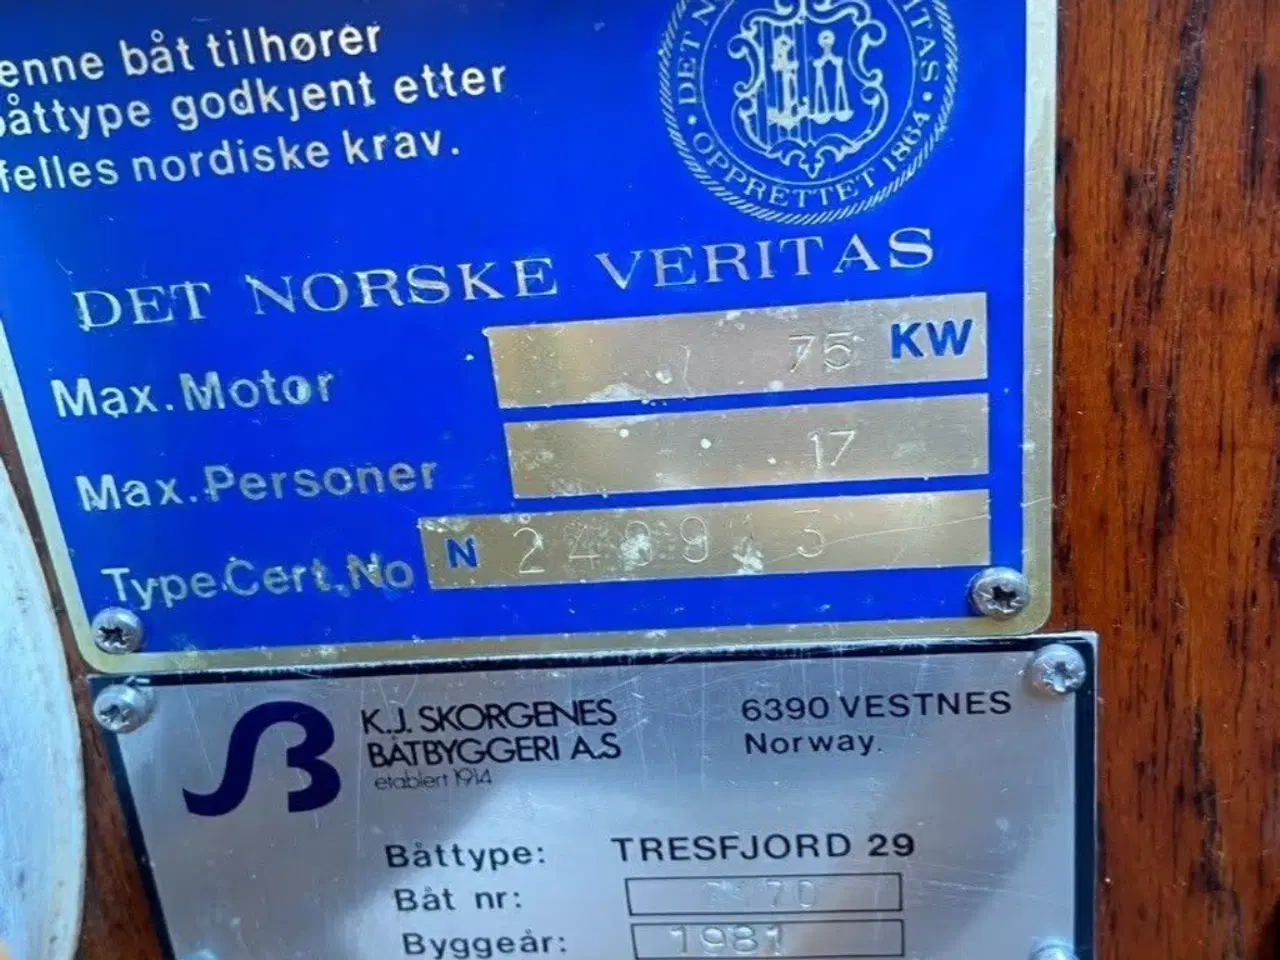 enne båt tilhører
båttype godkjent etter
felles nordiske krav.
DET NORSKE VERITAS
OPPRETTET 1864
DET NORSKE VERITAS
Max. Motor 75 KW
Max. Personer 17
Type Cert. No N
K.J. SKORGENES
BÅTBYGGERI A.S
etablert 1914
6390 VESTNES
Norway.
Båttype: TRESFJORD 29
Båt nr:
Byggeår: 1981